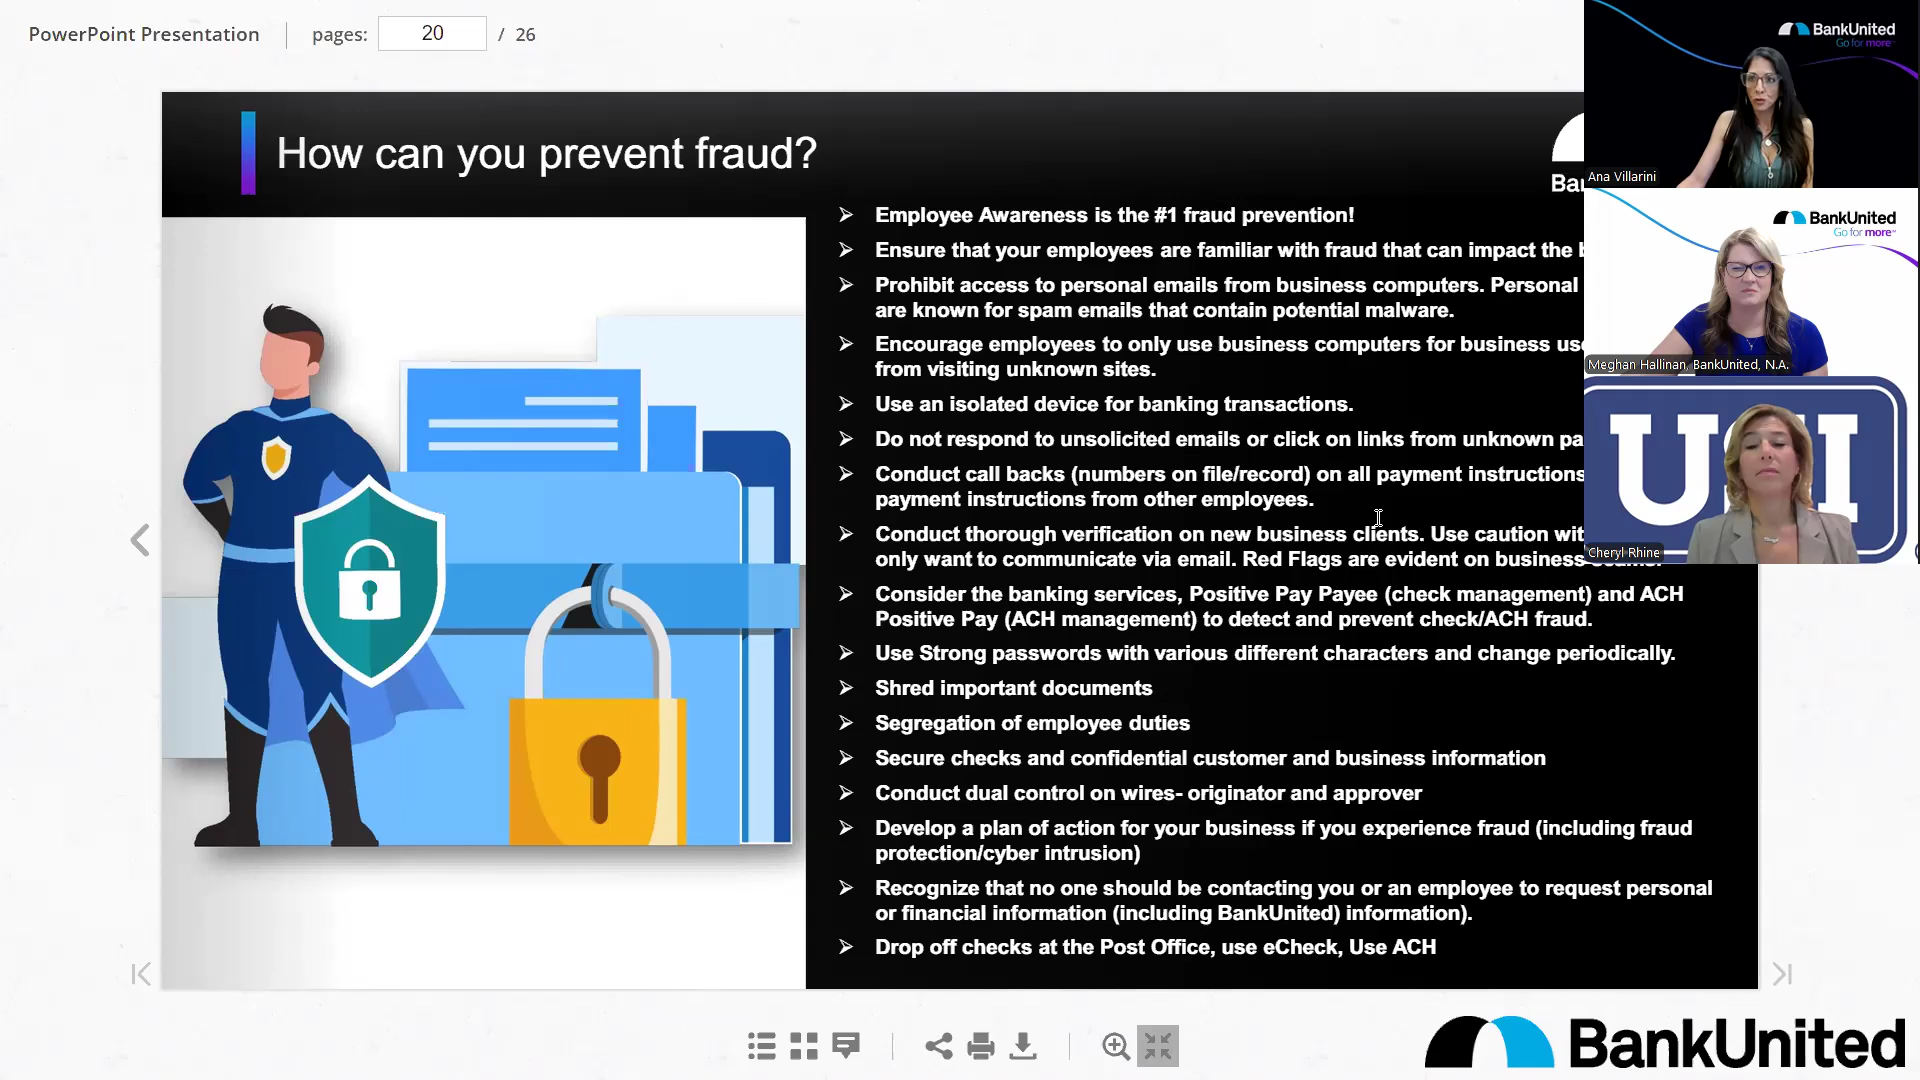 PowerPoint Presentation
pages: 20 / 26
How can you prevent fraud?
Employee Awareness is the #1 fraud prevention!
Ensure that your employees are familiar with fraud that can impact the
Prohibit access to personal emails from business computers. Personal
are known for spam emails that contain potential malware.
Encourage employees to only use business computers for business
from visiting unknown sites.
Use an isolated device for banking transactions.
Do not respond to unsolicited emails or click on links from unknown
Conduct call backs (numbers on file/record) on all payment instructions
payment instructions from other employees.
Conduct thorough verification on new business clients. Use caution
only want to communicate via email. Red Flags are evident on business
Consider the banking services, Positive Pay Payee (check management) and ACH
Positive Pay (ACH management) to detect and prevent check/ACH fraud.
Use Strong passwords with various different characters and change periodically.
Shred important documents
Segregation of employee duties
Secure checks and confidential customer and business information
Conduct dual control on wires- originator and approver
Develop a plan of action for your business if you experience fraud (including fraud
protection/cyber intrusion)
Recognize that no one should be contacting you or an employee to request personal
or financial information (including BankUnited) information).
Drop off checks at the Post Office, use eCheck, Use ACH
BankUnited
Go for more
Ana Villarini
BankUnited
Go for more
Meghan Hallinan, BankUnited, N.A.
USI
Cheryl Rhine
BankUnited